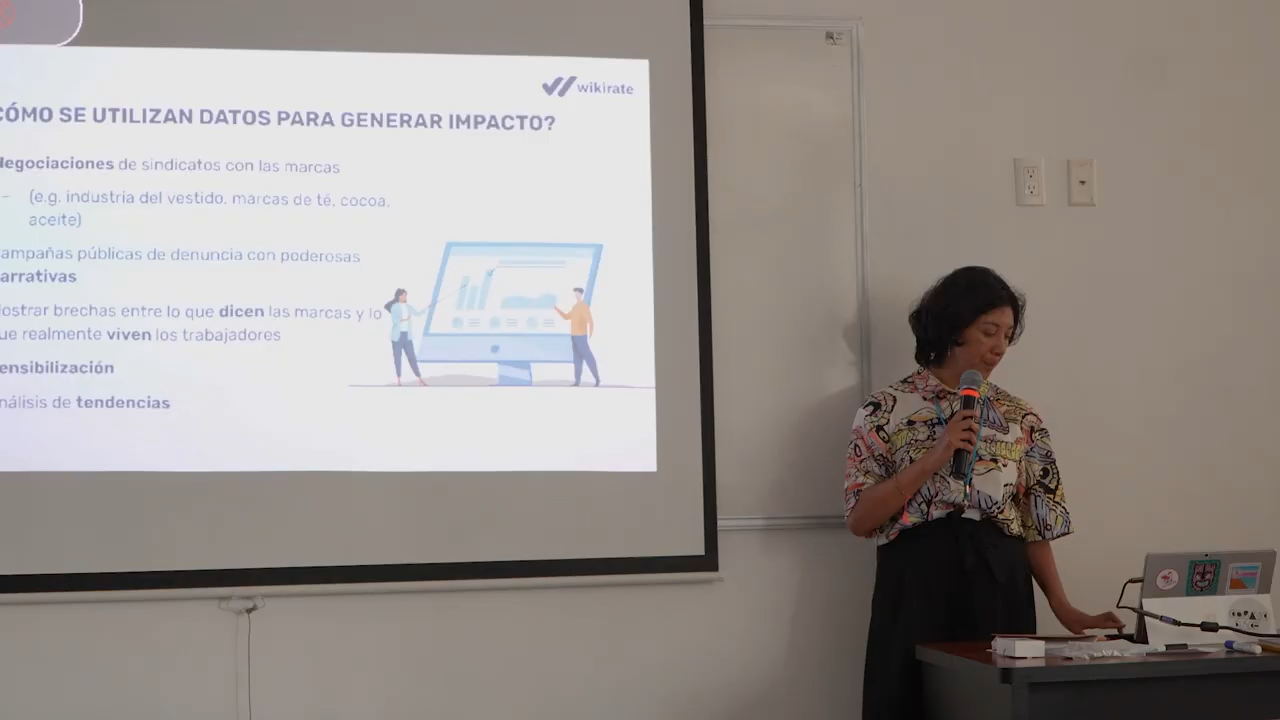 wikirate
CÓMO SE UTILIZAN DATOS PARA GENERAR IMPACTO?
Negociaciones de sindicatos con las marcas
- (e.g. industria del vestido, marcas de té, cocoa,
aceite)
ampañas públicas de denuncia con poderosas
arrativas
ostrar brechas entre lo que dicen las marcas y lo
ue realmente viven los trabajadores
ensibilización
nálisis de tendencias